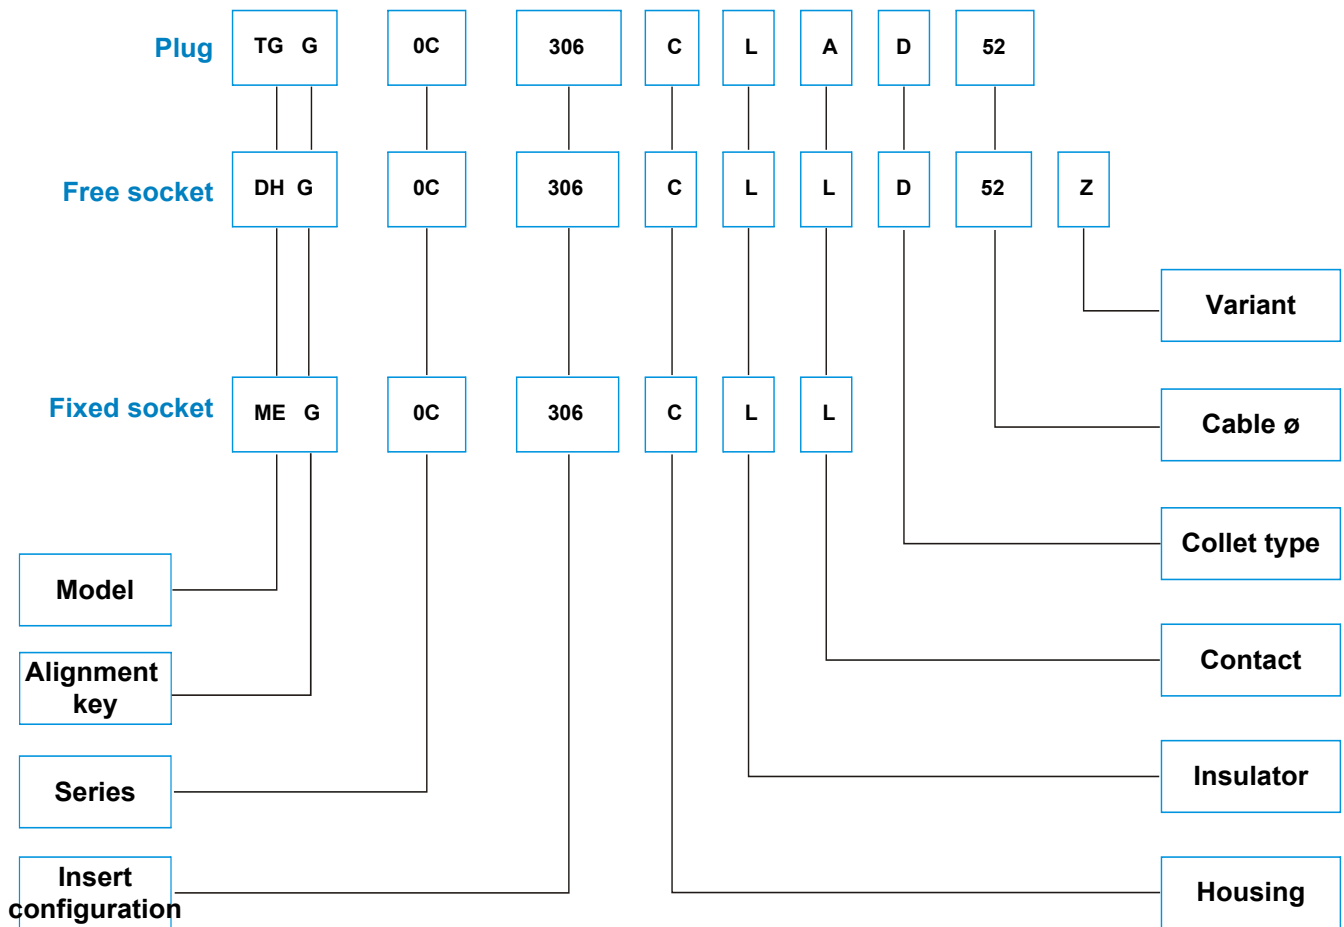 Plug TG G 0C 306 C L A D 52
Free socket DH G 0C 306 C L L D 52 Z
Variant
Fixed socket ME G 0C 306 C L L
Cable ø
Collet type
Model
Contact
Alignment
key
Insulator
Series
Insert
configuration
Housing